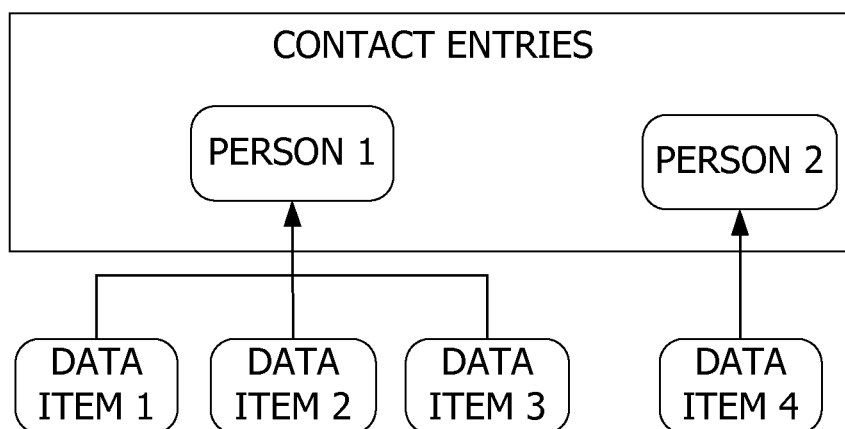 CONTACT ENTRIES
PERSON 1
PERSON 2
DATA
ITEM 1
DATA
ITEM 2
DATA
ITEM 3
DATA
ITEM 4